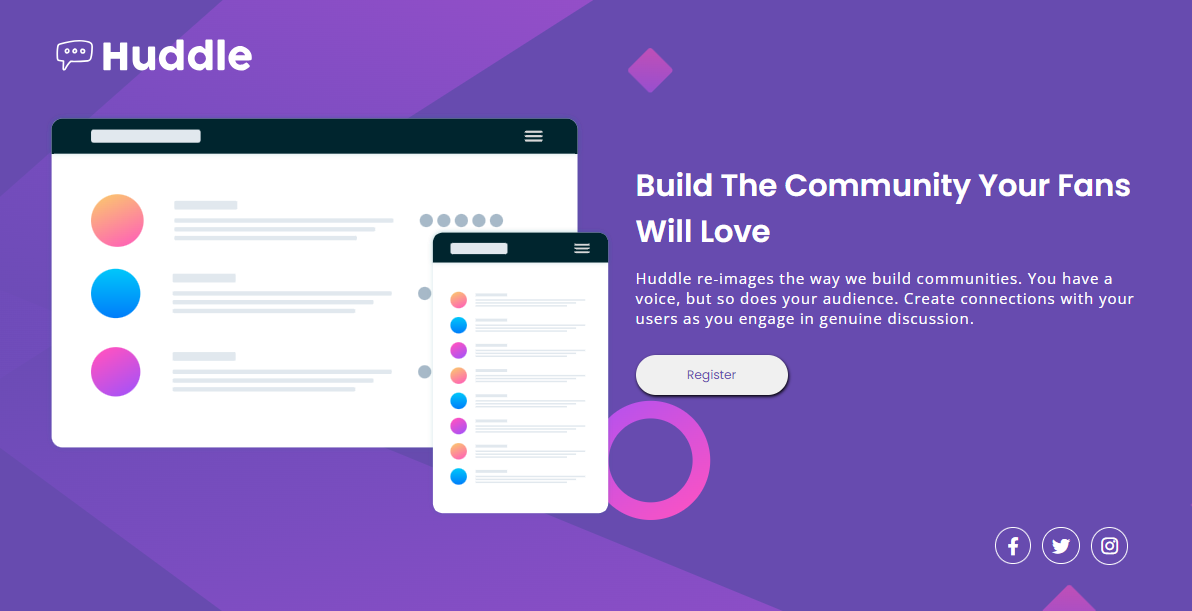 Huddle
Build The Community Your Fans
Will Love
Huddle re-images the way we build communities. You have a
voice, but so does your audience. Create connections with your
users as you engage in genuine discussion.
Register